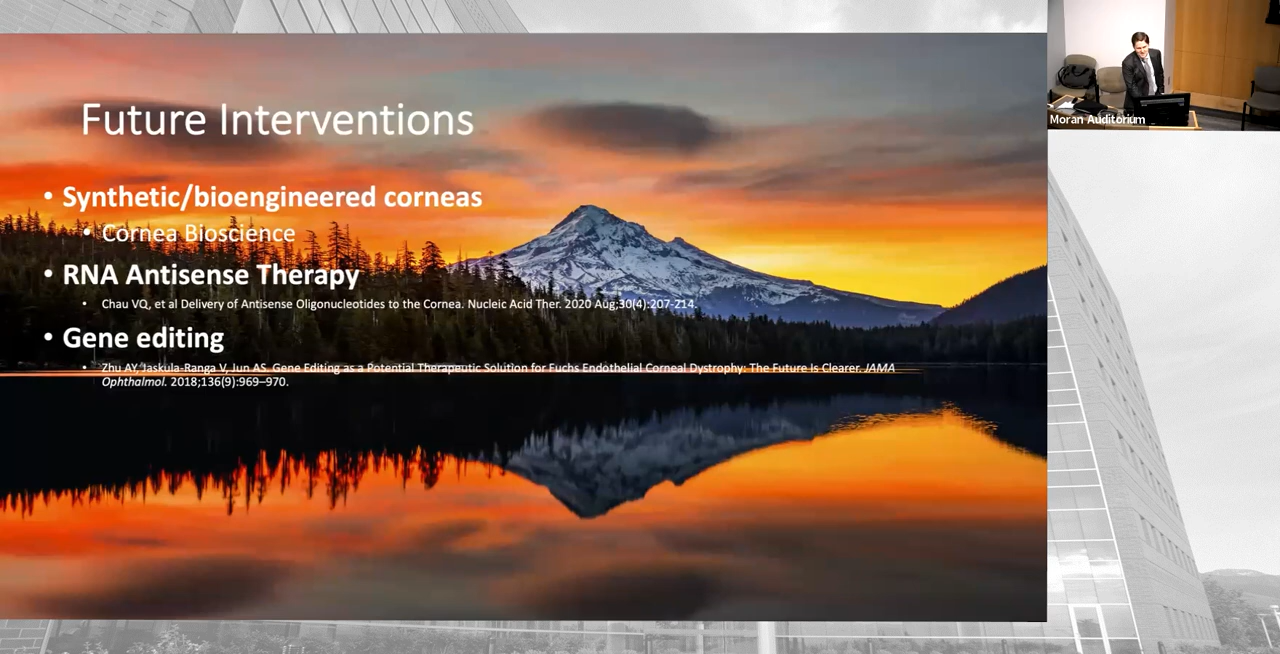 Future Interventions
• Synthetic/bioengineered corneas
• Cornea Bioscience
• RNA Antisense Therapy
• Chau VQ, et al Delivery of Antisense Oligonucleotides to the Cornea. Nucleic Acid Ther. 2020 Aug;30(4):207-214.
• Gene editing
• Zhu AY, Jaskula-Ranga V, Jun AS. Gene Editing as a Potential Therapeutic Solution for Fuchs Endothelial Corneal Dystrophy: The Future Is Clearer. JAMA
Ophthalmol. 2018;136(9):969–970.
Moran Auditorium